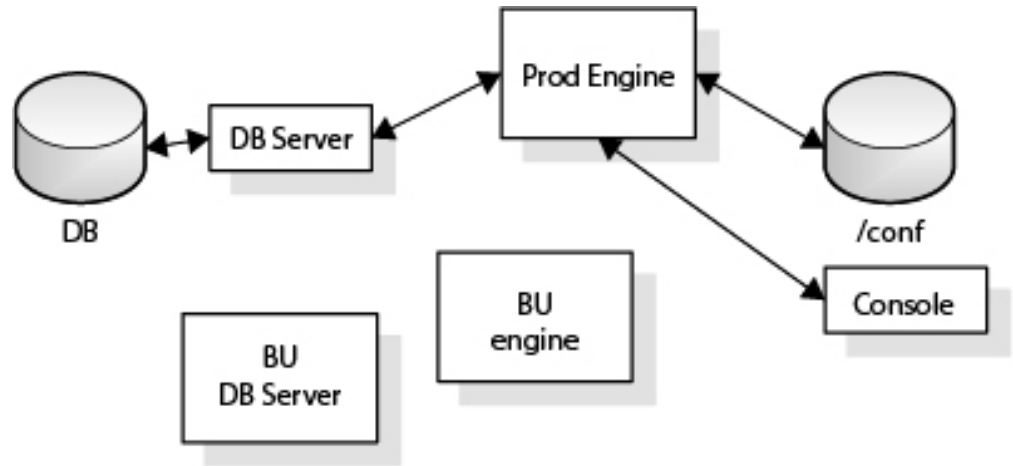 Prod Engine
DB Server
DB
/conf
Console
BU
engine
BU
DB Server